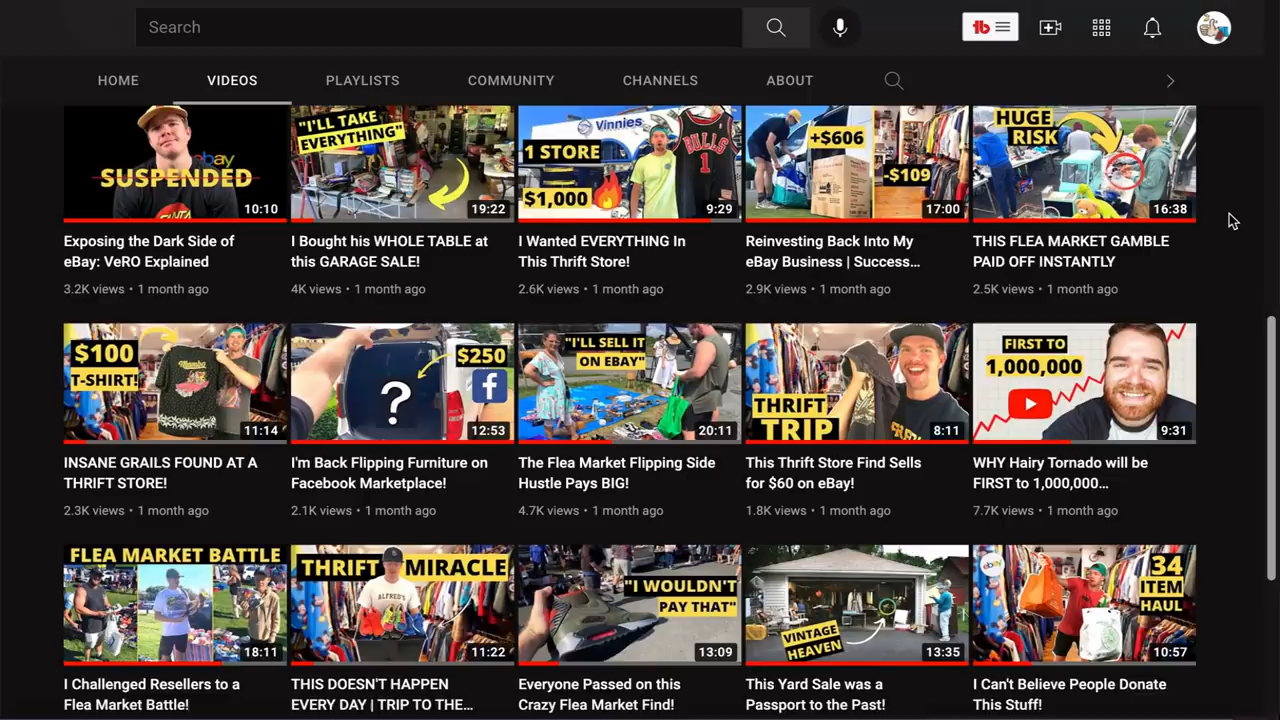 Search
HOME
VIDEOS
PLAYLISTS
COMMUNITY
CHANNELS
ABOUT
ebay
SUSPENDED
10:10
"I'LL TAKE
EVERYTHING"
19:22
Vinnies
1 STORE
$1,000
BULLS
1
9:29
+$606
-$109
17:00
HUGE
RISK
16:38
Exposing the Dark Side of
eBay: VeRO Explained
3.2K views • 1 month ago
I Bought his WHOLE TABLE at
this GARAGE SALE!
4K views • 1 month ago
I Wanted EVERYTHING In
This Thrift Store!
2.6K views • 1 month ago
Reinvesting Back Into My
eBay Business | Success...
2.9K views • 1 month ago
THIS FLEA MARKET GAMBLE
PAID OFF INSTANTLY
2.5K views • 1 month ago
$100
T-SHIRT!
11:14
?
$250
f
12:53
"I'LL SELL IT
ON EBAY"
20:11
THRIFT
TRIP
8:11
FIRST TO
1,000,000
9:31
INSANE GRAILS FOUND AT A
THRIFT STORE!
2.3K views • 1 month ago
I'm Back Flipping Furniture on
Facebook Marketplace!
2.1K views • 1 month ago
The Flea Market Flipping Side
Hustle Pays BIG!
4.7K views • 1 month ago
This Thrift Store Find Sells
for $60 on eBay!
1.8K views • 1 month ago
WHY Hairy Tornado will be
FIRST to 1,000,000...
7.7K views • 1 month ago
FLEA MARKET BATTLE
18:11
THRIFT MIRACLE
ALFRED'S
11:22
"I WOULDN'T
PAY THAT"
13:09
VINTAGE
HEAVEN
13:35
ebay
34
ITEM
HAUL
10:57
I Challenged Resellers to a
Flea Market Battle!
THIS DOESN'T HAPPEN
EVERY DAY | TRIP TO THE...
Everyone Passed on this
Crazy Flea Market Find!
This Yard Sale was a
Passport to the Past!
I Can't Believe People Donate
This Stuff!